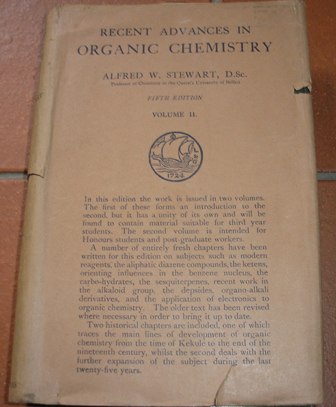 RECENT ADVANCES IN
ORGANIC CHEMISTRY
ALFRED W. STEWART, D.Sc.
Professor of Chemistry in the Queen's University of Belfast
FIFTH EDITION
VOLUME II.
1724
In this edition the work is issued in two volumes.
The first of these forms an introduction to the
second, but it has a unity of its own and will be
found to contain material suitable for third year
students. The second volume is intended for
Honours students and post-graduate workers.
A number of entirely fresh chapters have been
written for this edition on subjects such as modern
reagents, the aliphatic diazene compounds, the ketens,
orienting influences in the benzene nucleus, the
carbo-hydrates, the sesquiterpenes, recent work in
the alkaloid group, the depsides, organo-alkali
derivatives, and the application of electronics to
organic chemistry. The older text has been revised
where necessary in order to bring it up to date.
Two historical chapters are included, one of which
traces the main lines of development of organic
chemistry from the time of Kekulé to the end of the
nineteenth century, whilst the second deals with the
further expansion of the subject during the last
twenty-five years.